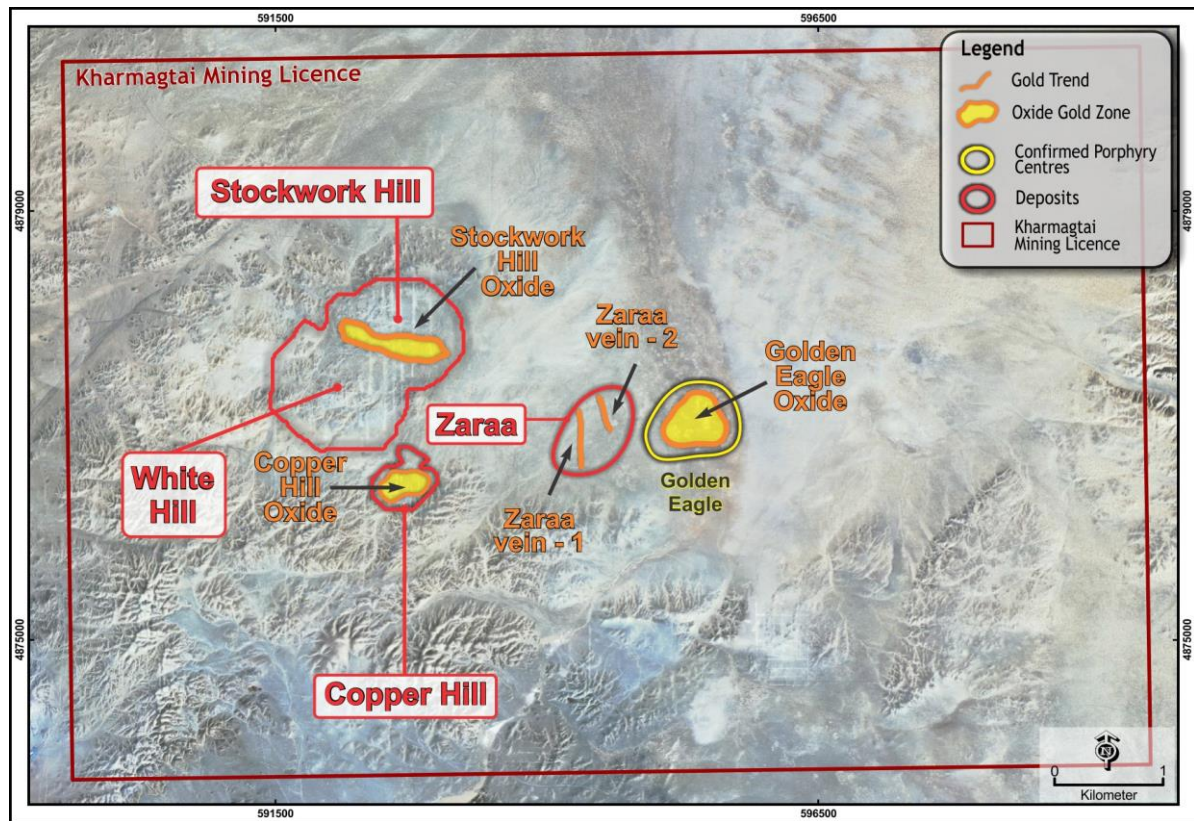 591500
596500
Kharmagtai Mining Licence
Legend
Gold Trend
Oxide Gold Zone
Confirmed Porphyry
Centres
Deposits
Kharmagtai
Mining Licence
4879000
4879000
Stockwork Hill
Stockwork
Hill
Oxide
Zaraa
vein - 2
Golden
Eagle
Oxide
Zaraa
White
Hill
Copper
Hill
Oxide
Golden
Eagle
Zaraa
vein - 1
4875000
4875000
Copper Hill
N
0
1
Kilometer
591500
596500